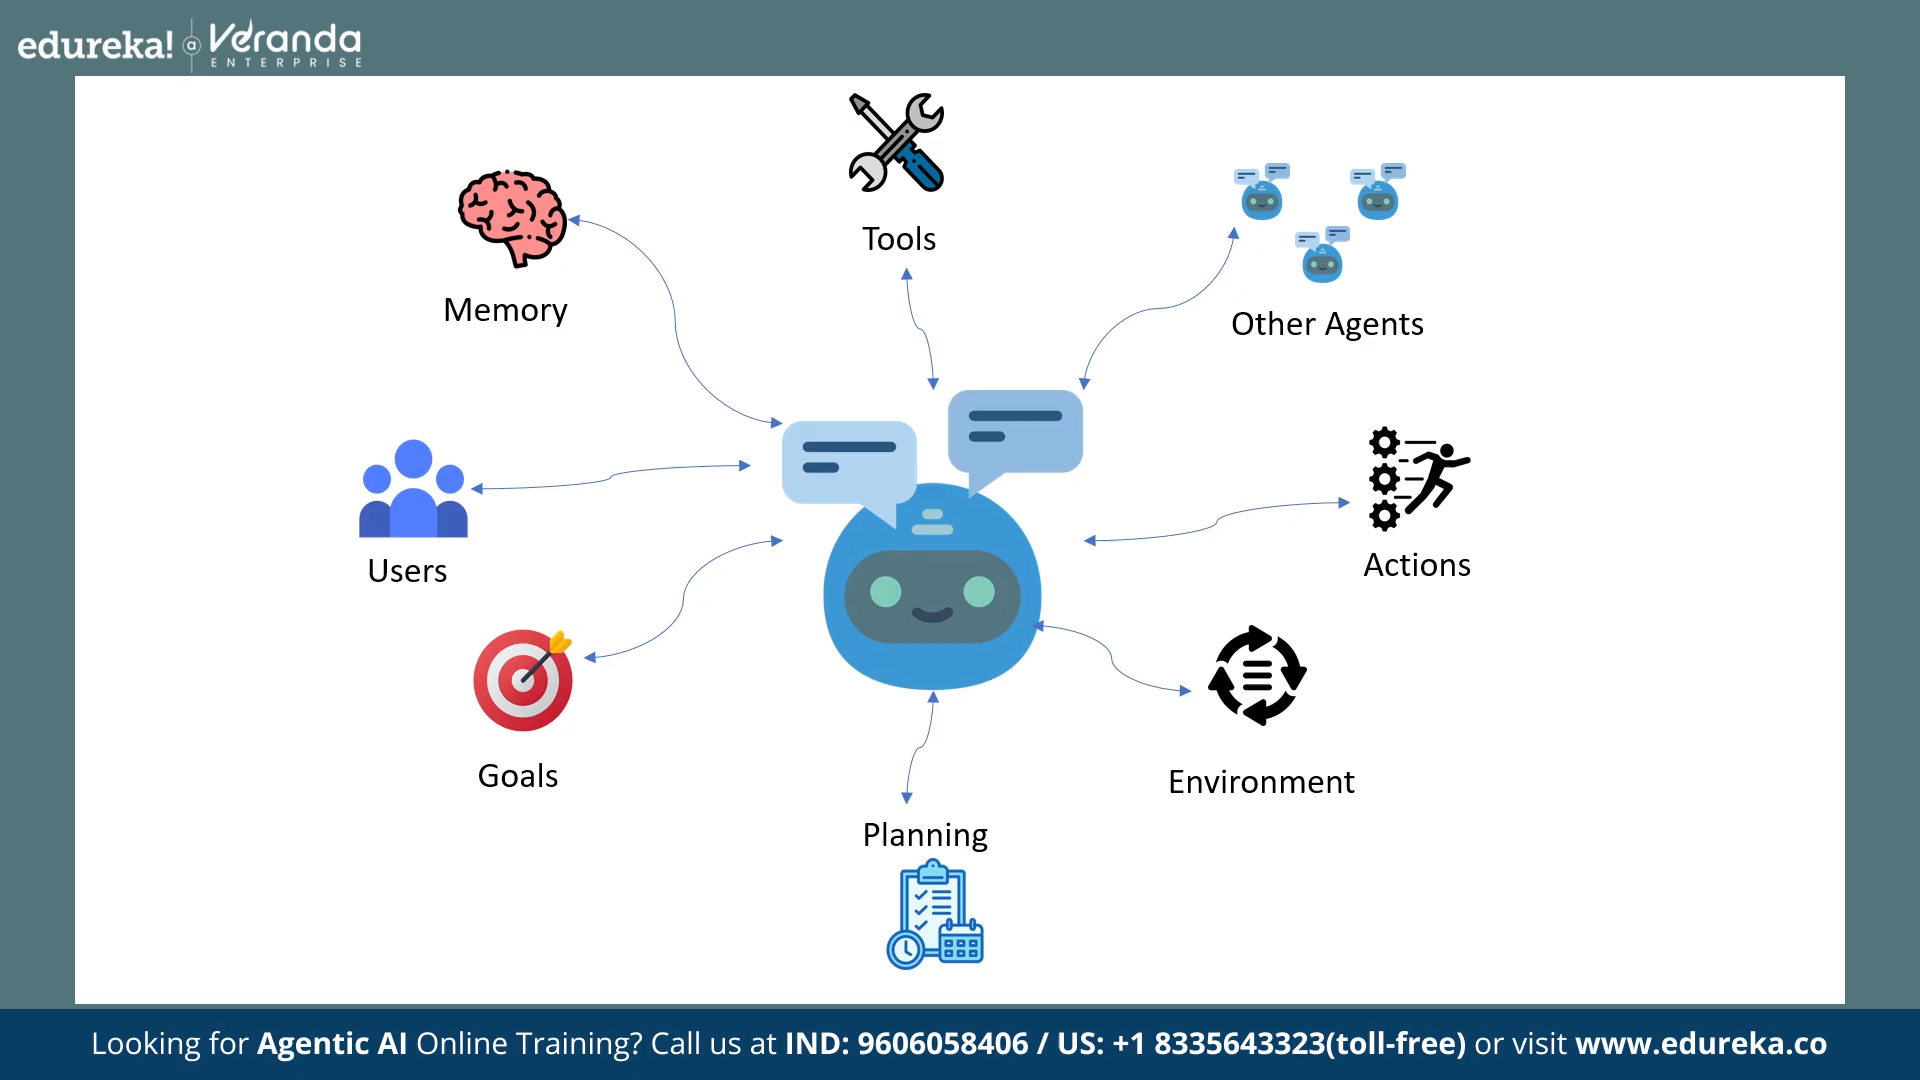 edureka! a Veranda
ENTERPRISE
Tools
Memory
Other Agents
Users
Actions
Goals
Environment
Planning
Looking for Agentic AI Online Training? Call us at IND: 9606058406 / US: +1 8335643323(toll-free) or visit www.edureka.co